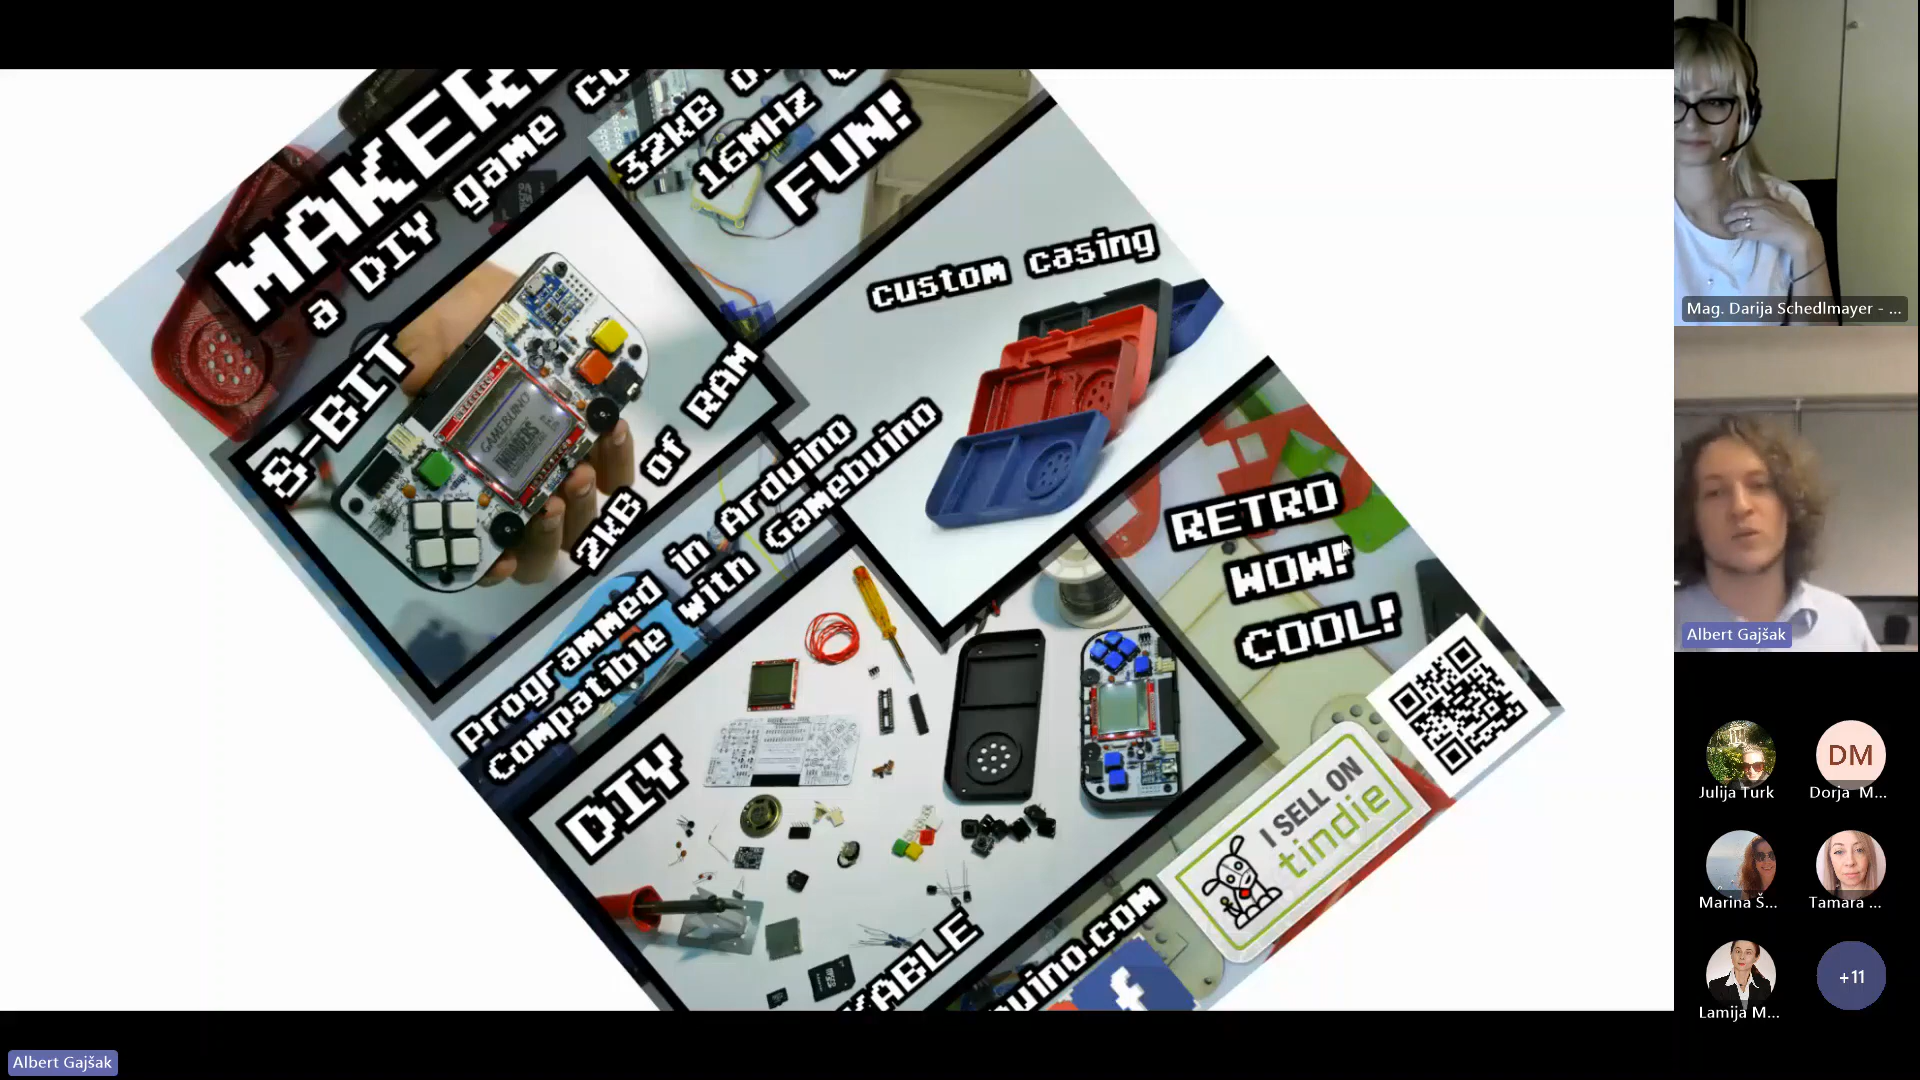 a DIY game
32kB
16MHz
FUN!
custom casing
8-BIT
GAMEBUINO
2kB of RAM
programmed in Arduino
compatible with Gamebuino
RETRO
WOW!
COOL!
DIY
I SELL ON
tindie
f
Mag. Darija Schedlmayer - ...
Albert Gajšak
Julija Turk
Dorja M...
Marina Š...
Tamara ...
Lamija M...
DM
+11
Albert Gajšak